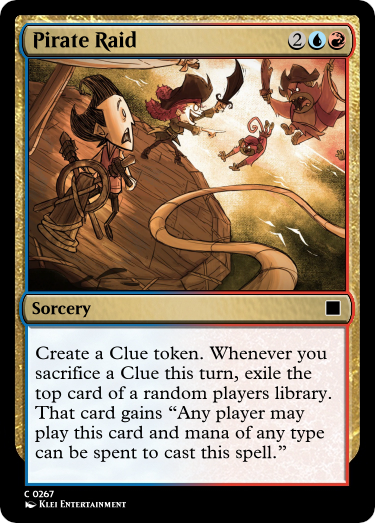 Pirate Raid 2
Sorcery
Create a Clue token. Whenever you
sacrifice a Clue this turn, exile the
top card of a random players library.
That card gains “Any player may
play this card and mana of any type
can be spent to cast this spell.”
C 0267
Klei Entertainment